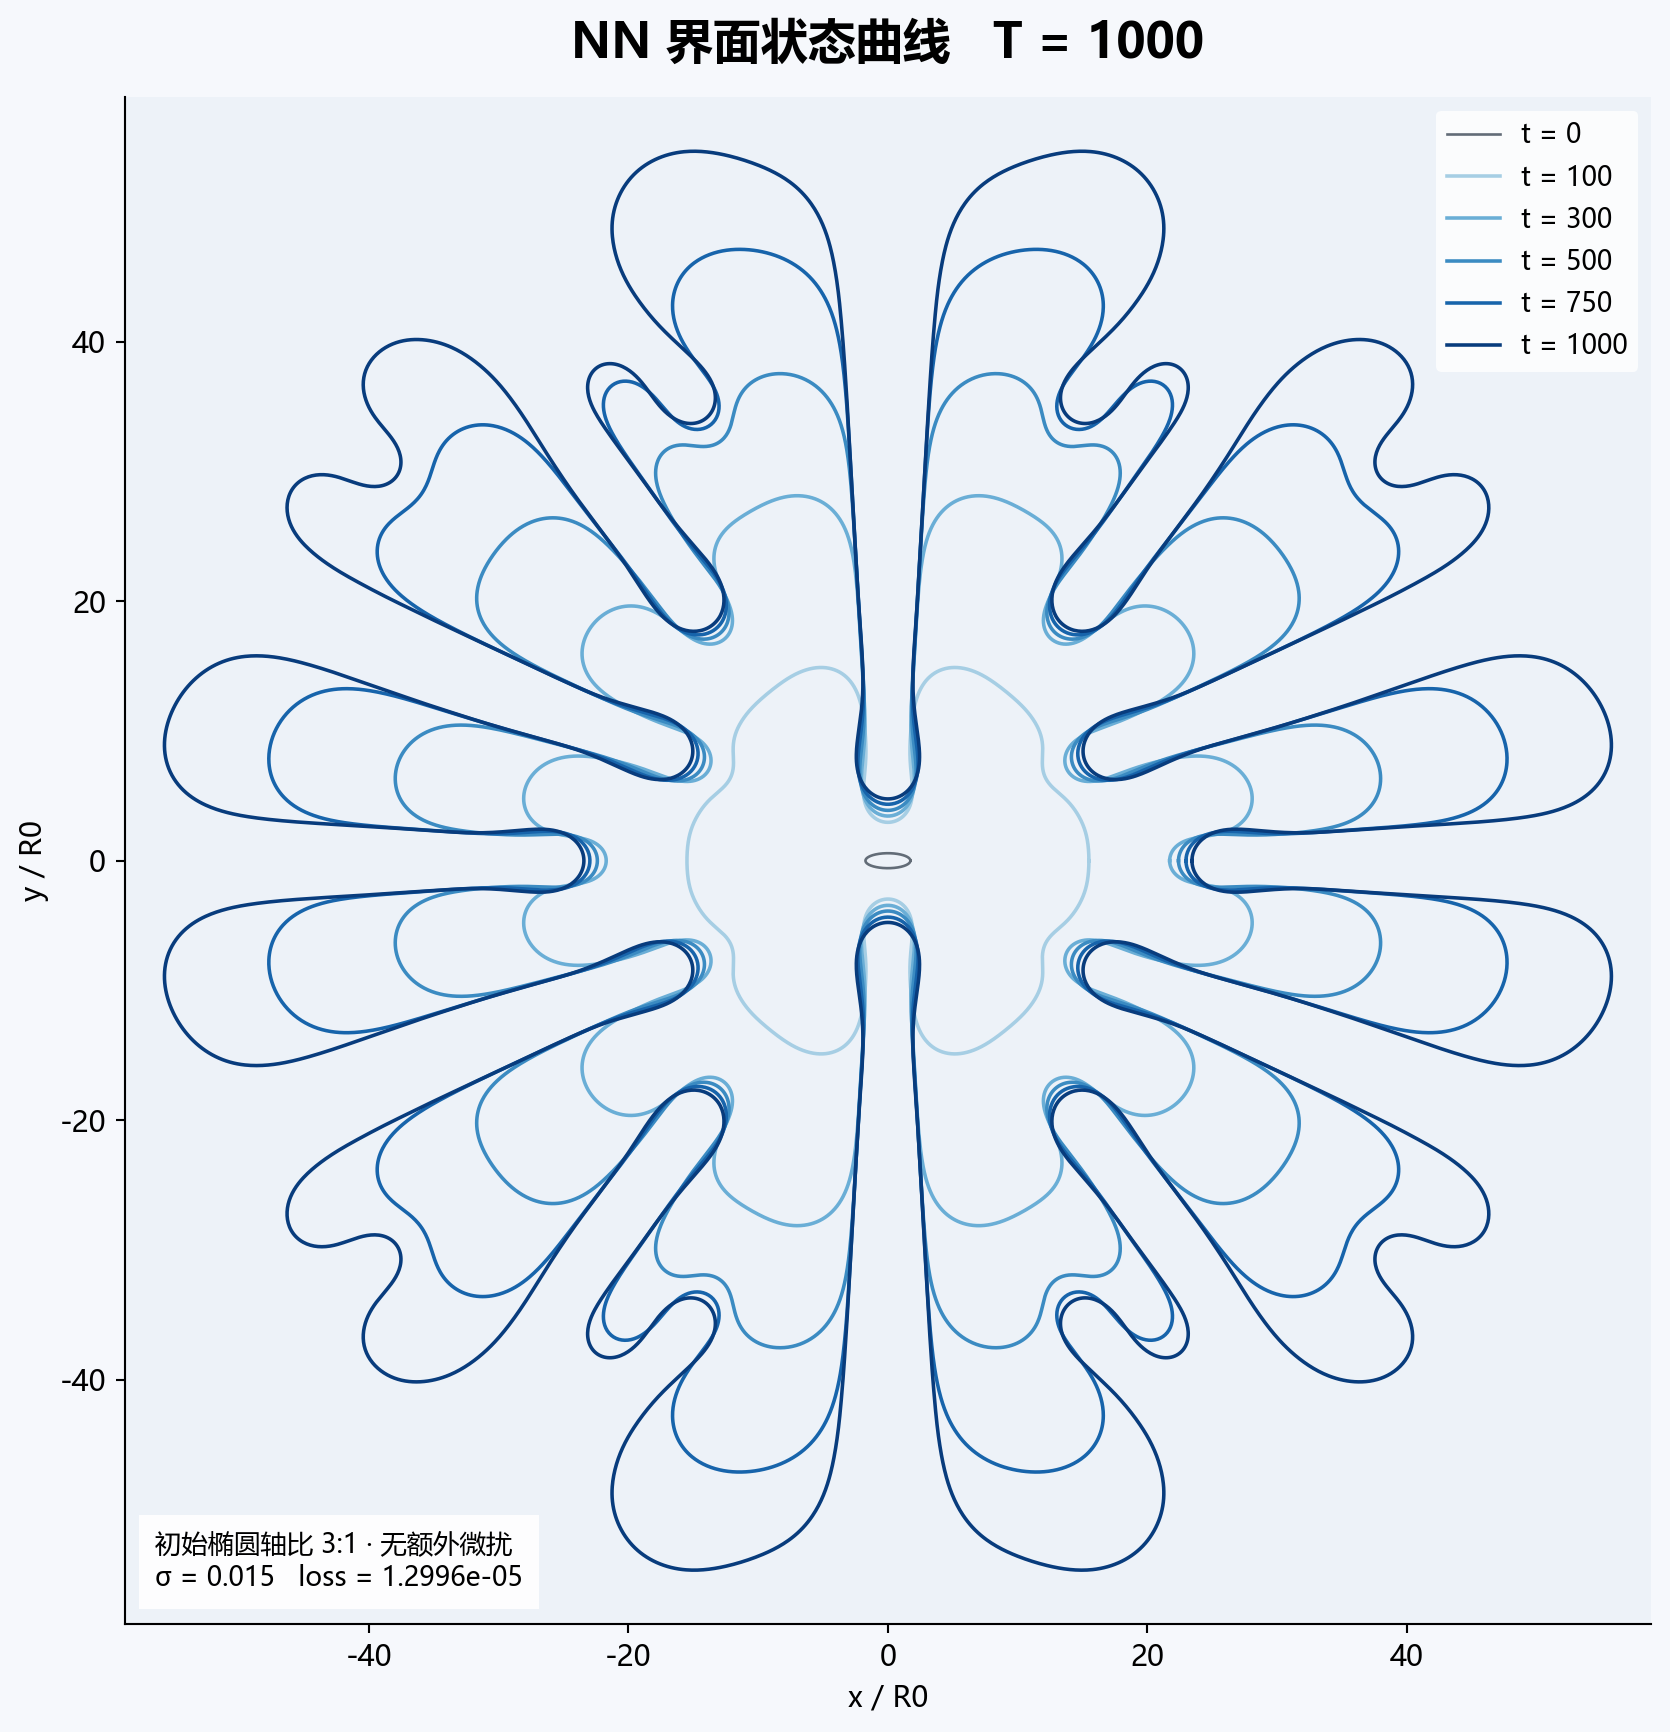 NN 界面状态曲线 T = 1000
t = 0
t = 100
t = 300
t = 500
t = 750
t = 1000
y / R0
40
20
0
-20
-40
初始椭圆轴比 3:1 · 无额外微扰
σ = 0.015 loss = 1.2996e-05
-40 -20 0 20 40
x / R0